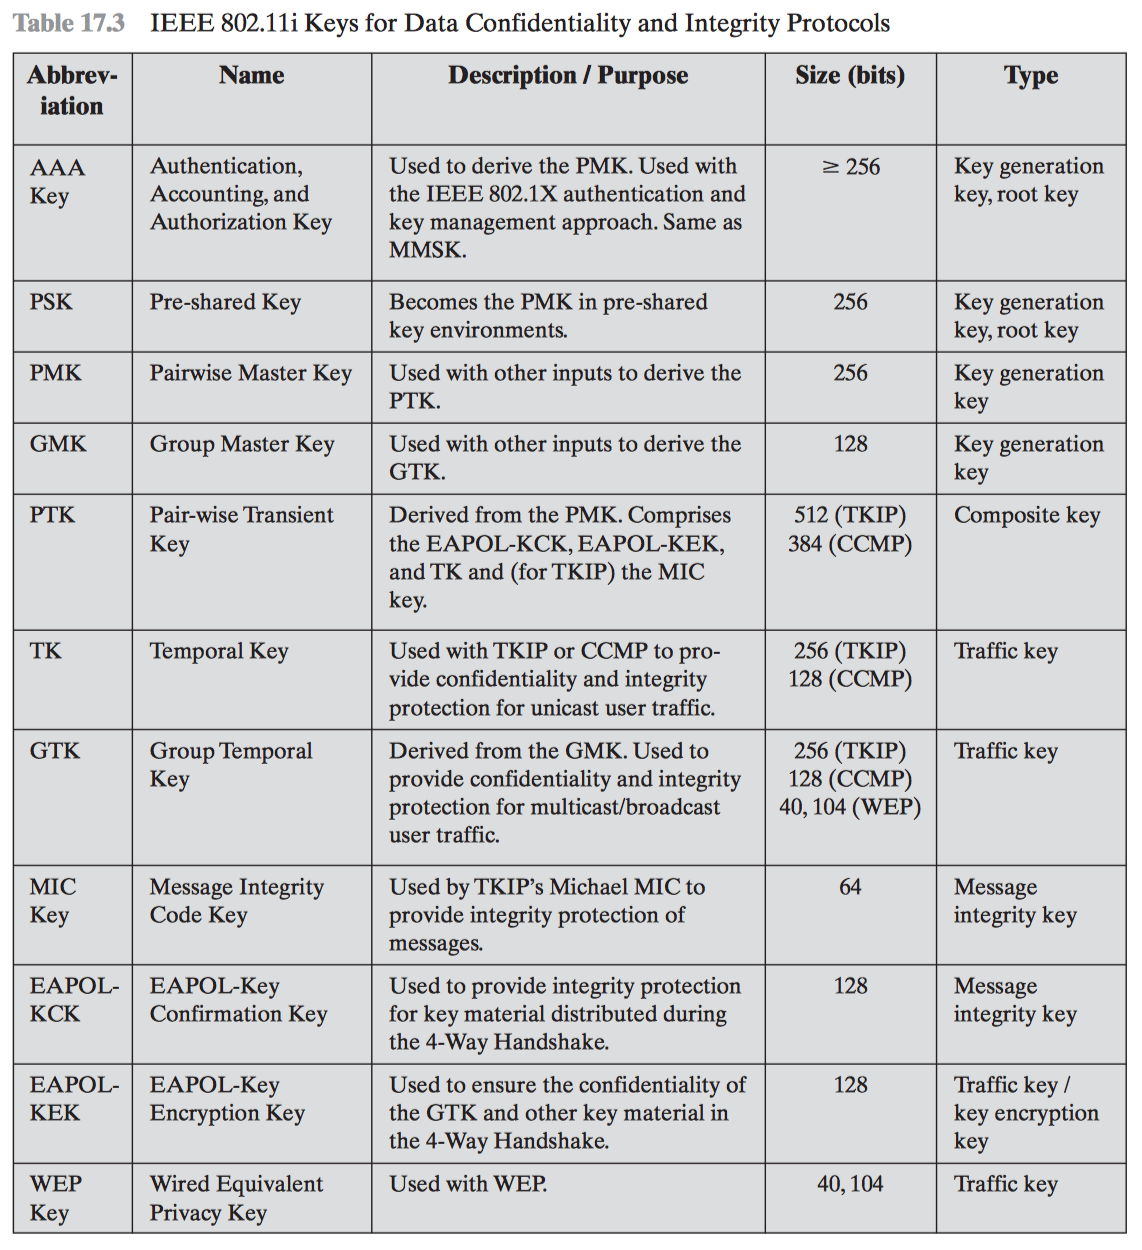 Table 17.3 IEEE 802.11i Keys for Data Confidentiality and Integrity Protocols
Abbrev-
iation
Name
Description / Purpose
Size (bits)
Type
AAA
Key
Authentication,
Accounting, and
Authorization Key
Used to derive the PMK. Used with
the IEEE 802.1X authentication and
key management approach. Same as
MMSK.
≥ 256
Key generation
key, root key
PSK
Pre-shared Key
Becomes the PMK in pre-shared
key environments.
256
Key generation
key, root key
PMK
Pairwise Master Key
Used with other inputs to derive the
PTK.
256
Key generation
key
GMK
Group Master Key
Used with other inputs to derive the
GTK.
128
Key generation
key
PTK
Pair-wise Transient
Key
Derived from the PMK. Comprises
the EAPOL-KCK, EAPOL-KEK,
and TK and (for TKIP) the MIC
key.
512 (TKIP)
384 (CCMP)
Composite key
TK
Temporal Key
Used with TKIP or CCMP to pro-
vide confidentiality and integrity
protection for unicast user traffic.
256 (TKIP)
128 (CCMP)
Traffic key
GTK
Group Temporal
Key
Derived from the GMK. Used to
provide confidentiality and integrity
protection for multicast/broadcast
user traffic.
256 (TKIP)
128 (CCMP)
40, 104 (WEP)
Traffic key
MIC
Key
Message Integrity
Code Key
Used by TKIP’s Michael MIC to
provide integrity protection of
messages.
64
Message
integrity key
EAPOL-
KCK
EAPOL-Key
Confirmation Key
Used to provide integrity protection
for key material distributed during
the 4-Way Handshake.
128
Message
integrity key
EAPOL-
KEK
EAPOL-Key
Encryption Key
Used to ensure the confidentiality of
the GTK and other key material in
the 4-Way Handshake.
128
Traffic key /
key encryption
key
WEP
Key
Wired Equivalent
Privacy Key
Used with WEP.
40, 104
Traffic key